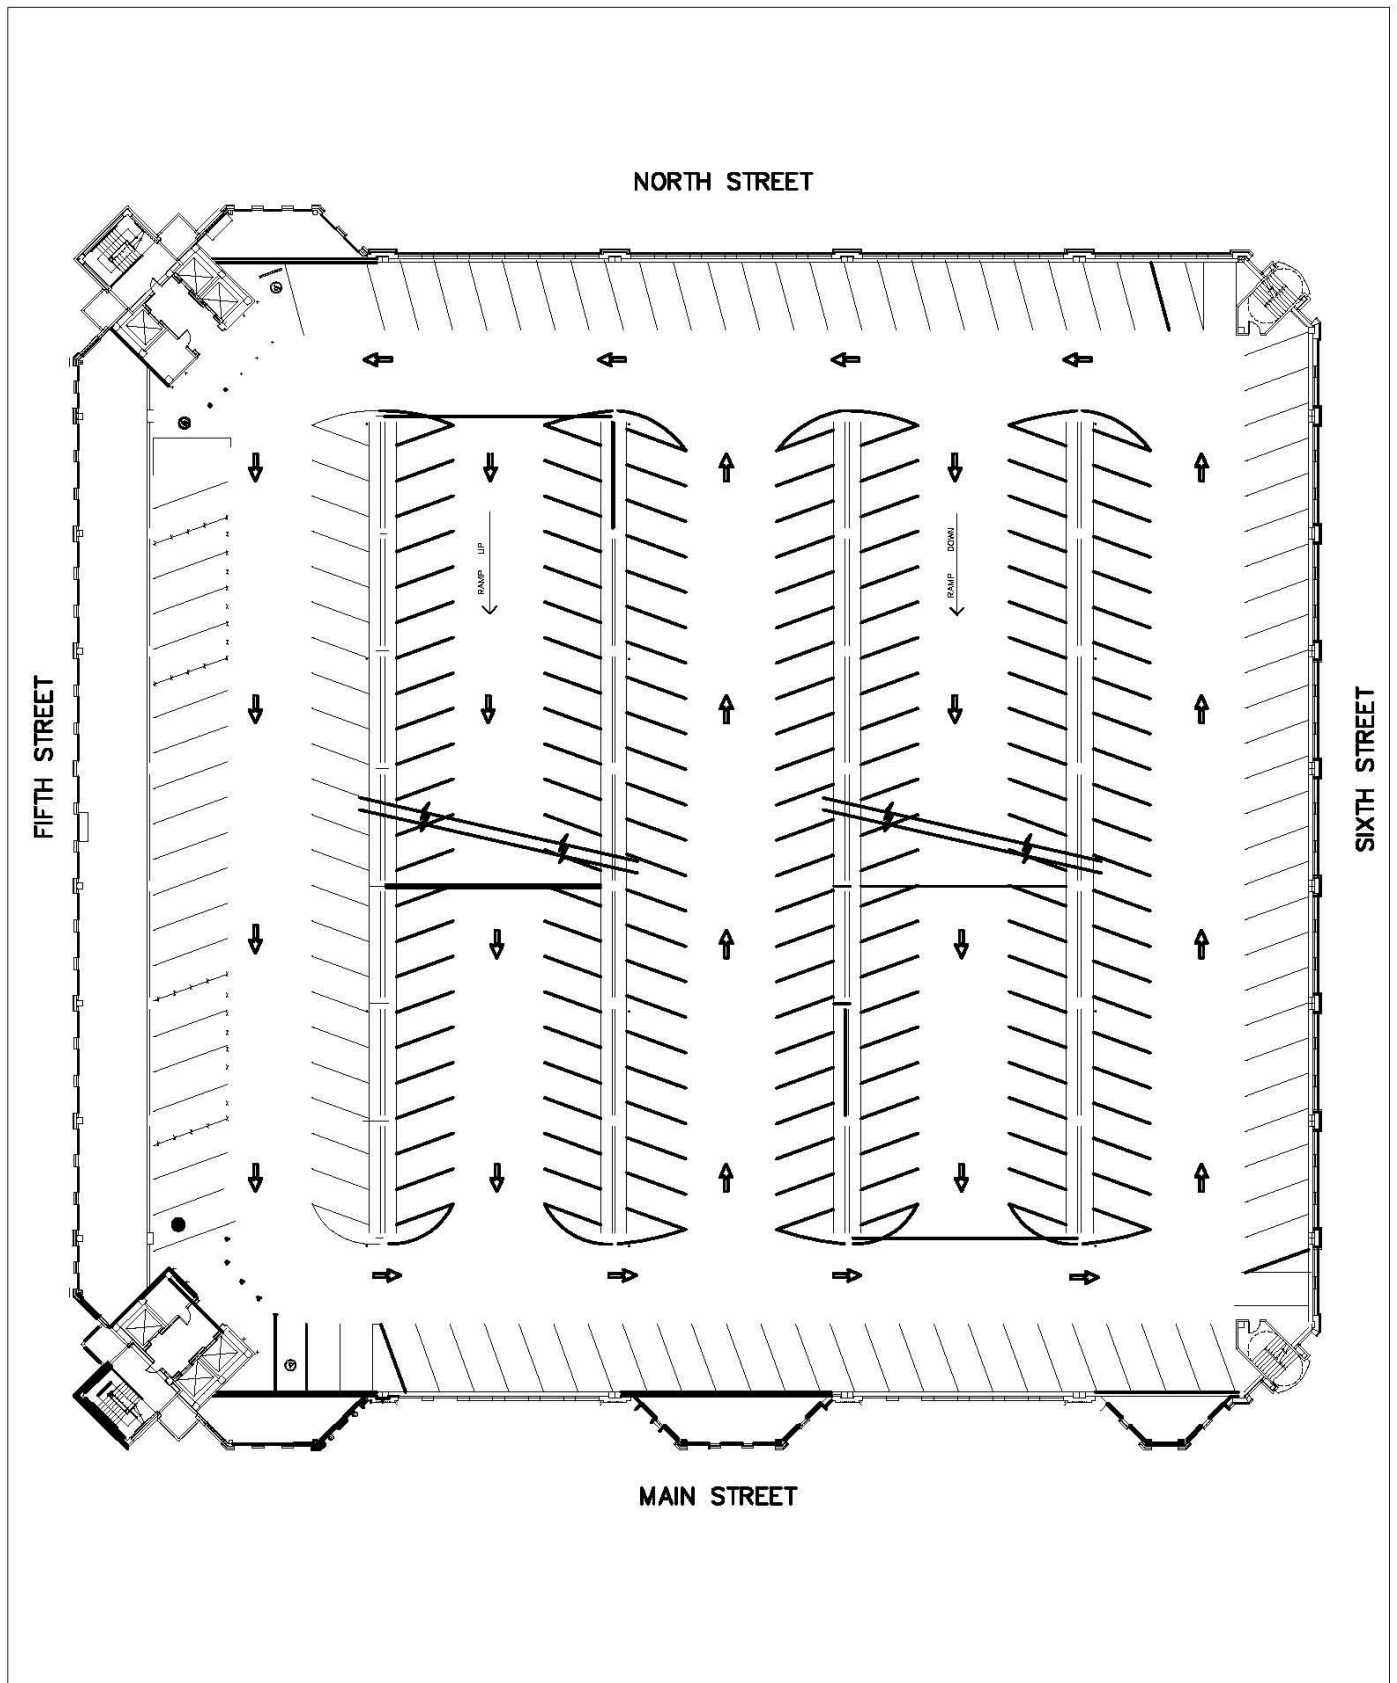 NORTH STREET
RAMP UP
RAMP DOWN
FIFTH STREET
SIXTH STREET
MAIN STREET